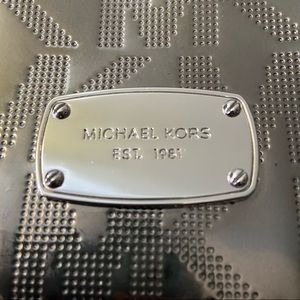 MICHAEL KORS
EST. 1981